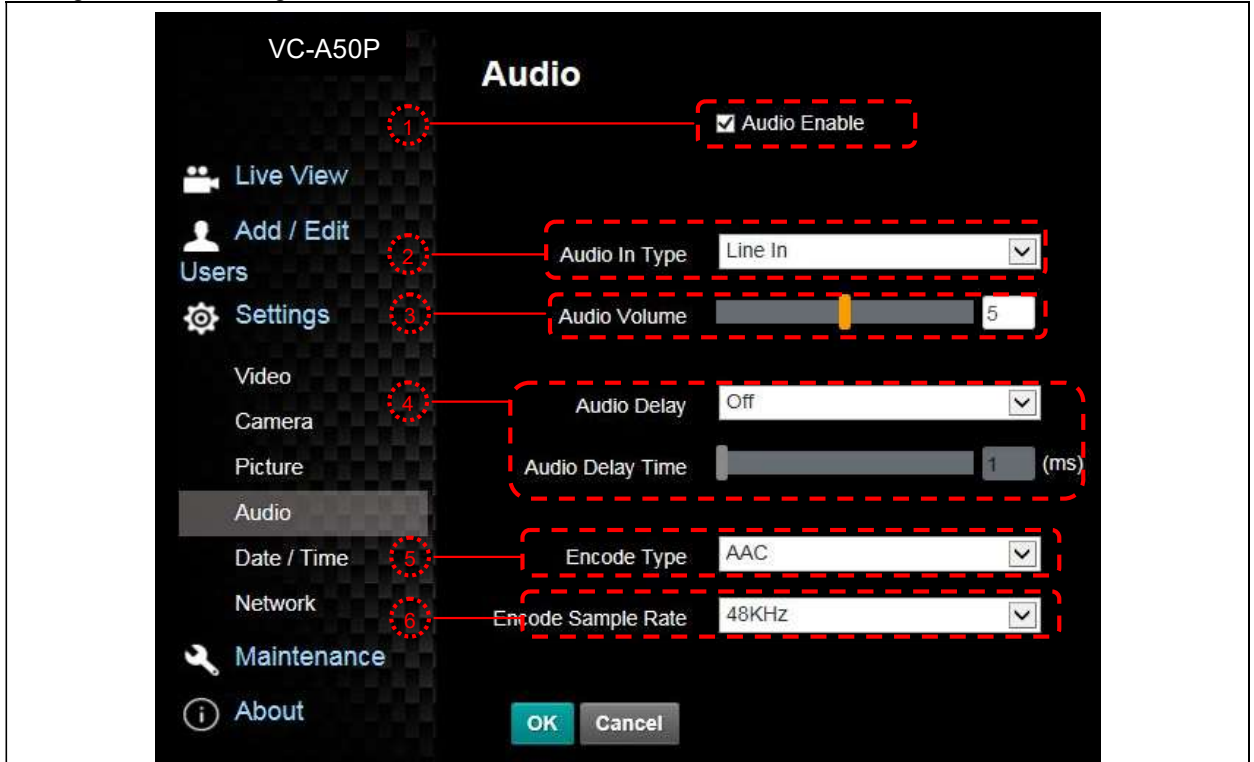 VC-A50P
Audio
1
Audio Enable
Live View
Add / Edit
Users
2
Audio In Type
Line In
Settings
3
Audio Volume
5
Video
4
Audio Delay
Off
Camera
Picture
Audio Delay Time
1
(ms)
Audio
Date / Time
5
Encode Type
AAC
Network
6
Encode Sample Rate
48KHz
Maintenance
About
OK
Cancel